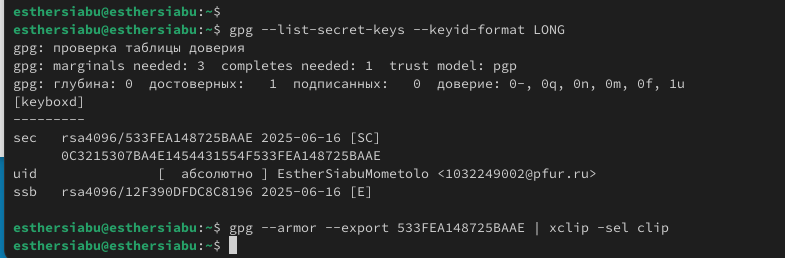 esthersiabu@esthersiabu:~$
esthersiabu@esthersiabu:~$ gpg --list-secret-keys --keyid-format LONG
gpg: проверка таблицы доверия
gpg: marginals needed: 3  completes needed: 1  trust model: pgp
gpg: глубина: 0  достоверных:   1  подписанных:   0  доверие: 0-, 0q, 0n, 0m, 0f, 1u
[keyboxd]
---------
sec   rsa4096/533FEA148725BAAE 2025-06-16 [SC]
      0C3215307BA4E1454431554F533FEA148725BAAE
uid               [  абсолютно ] EstherSiabuMometolo <1032249002@pfur.ru>
ssb   rsa4096/12F390DFDC8C8196 2025-06-16 [E]
esthersiabu@esthersiabu:~$ gpg --armor --export 533FEA148725BAAE | xclip -sel clip
esthersiabu@esthersiabu:~$